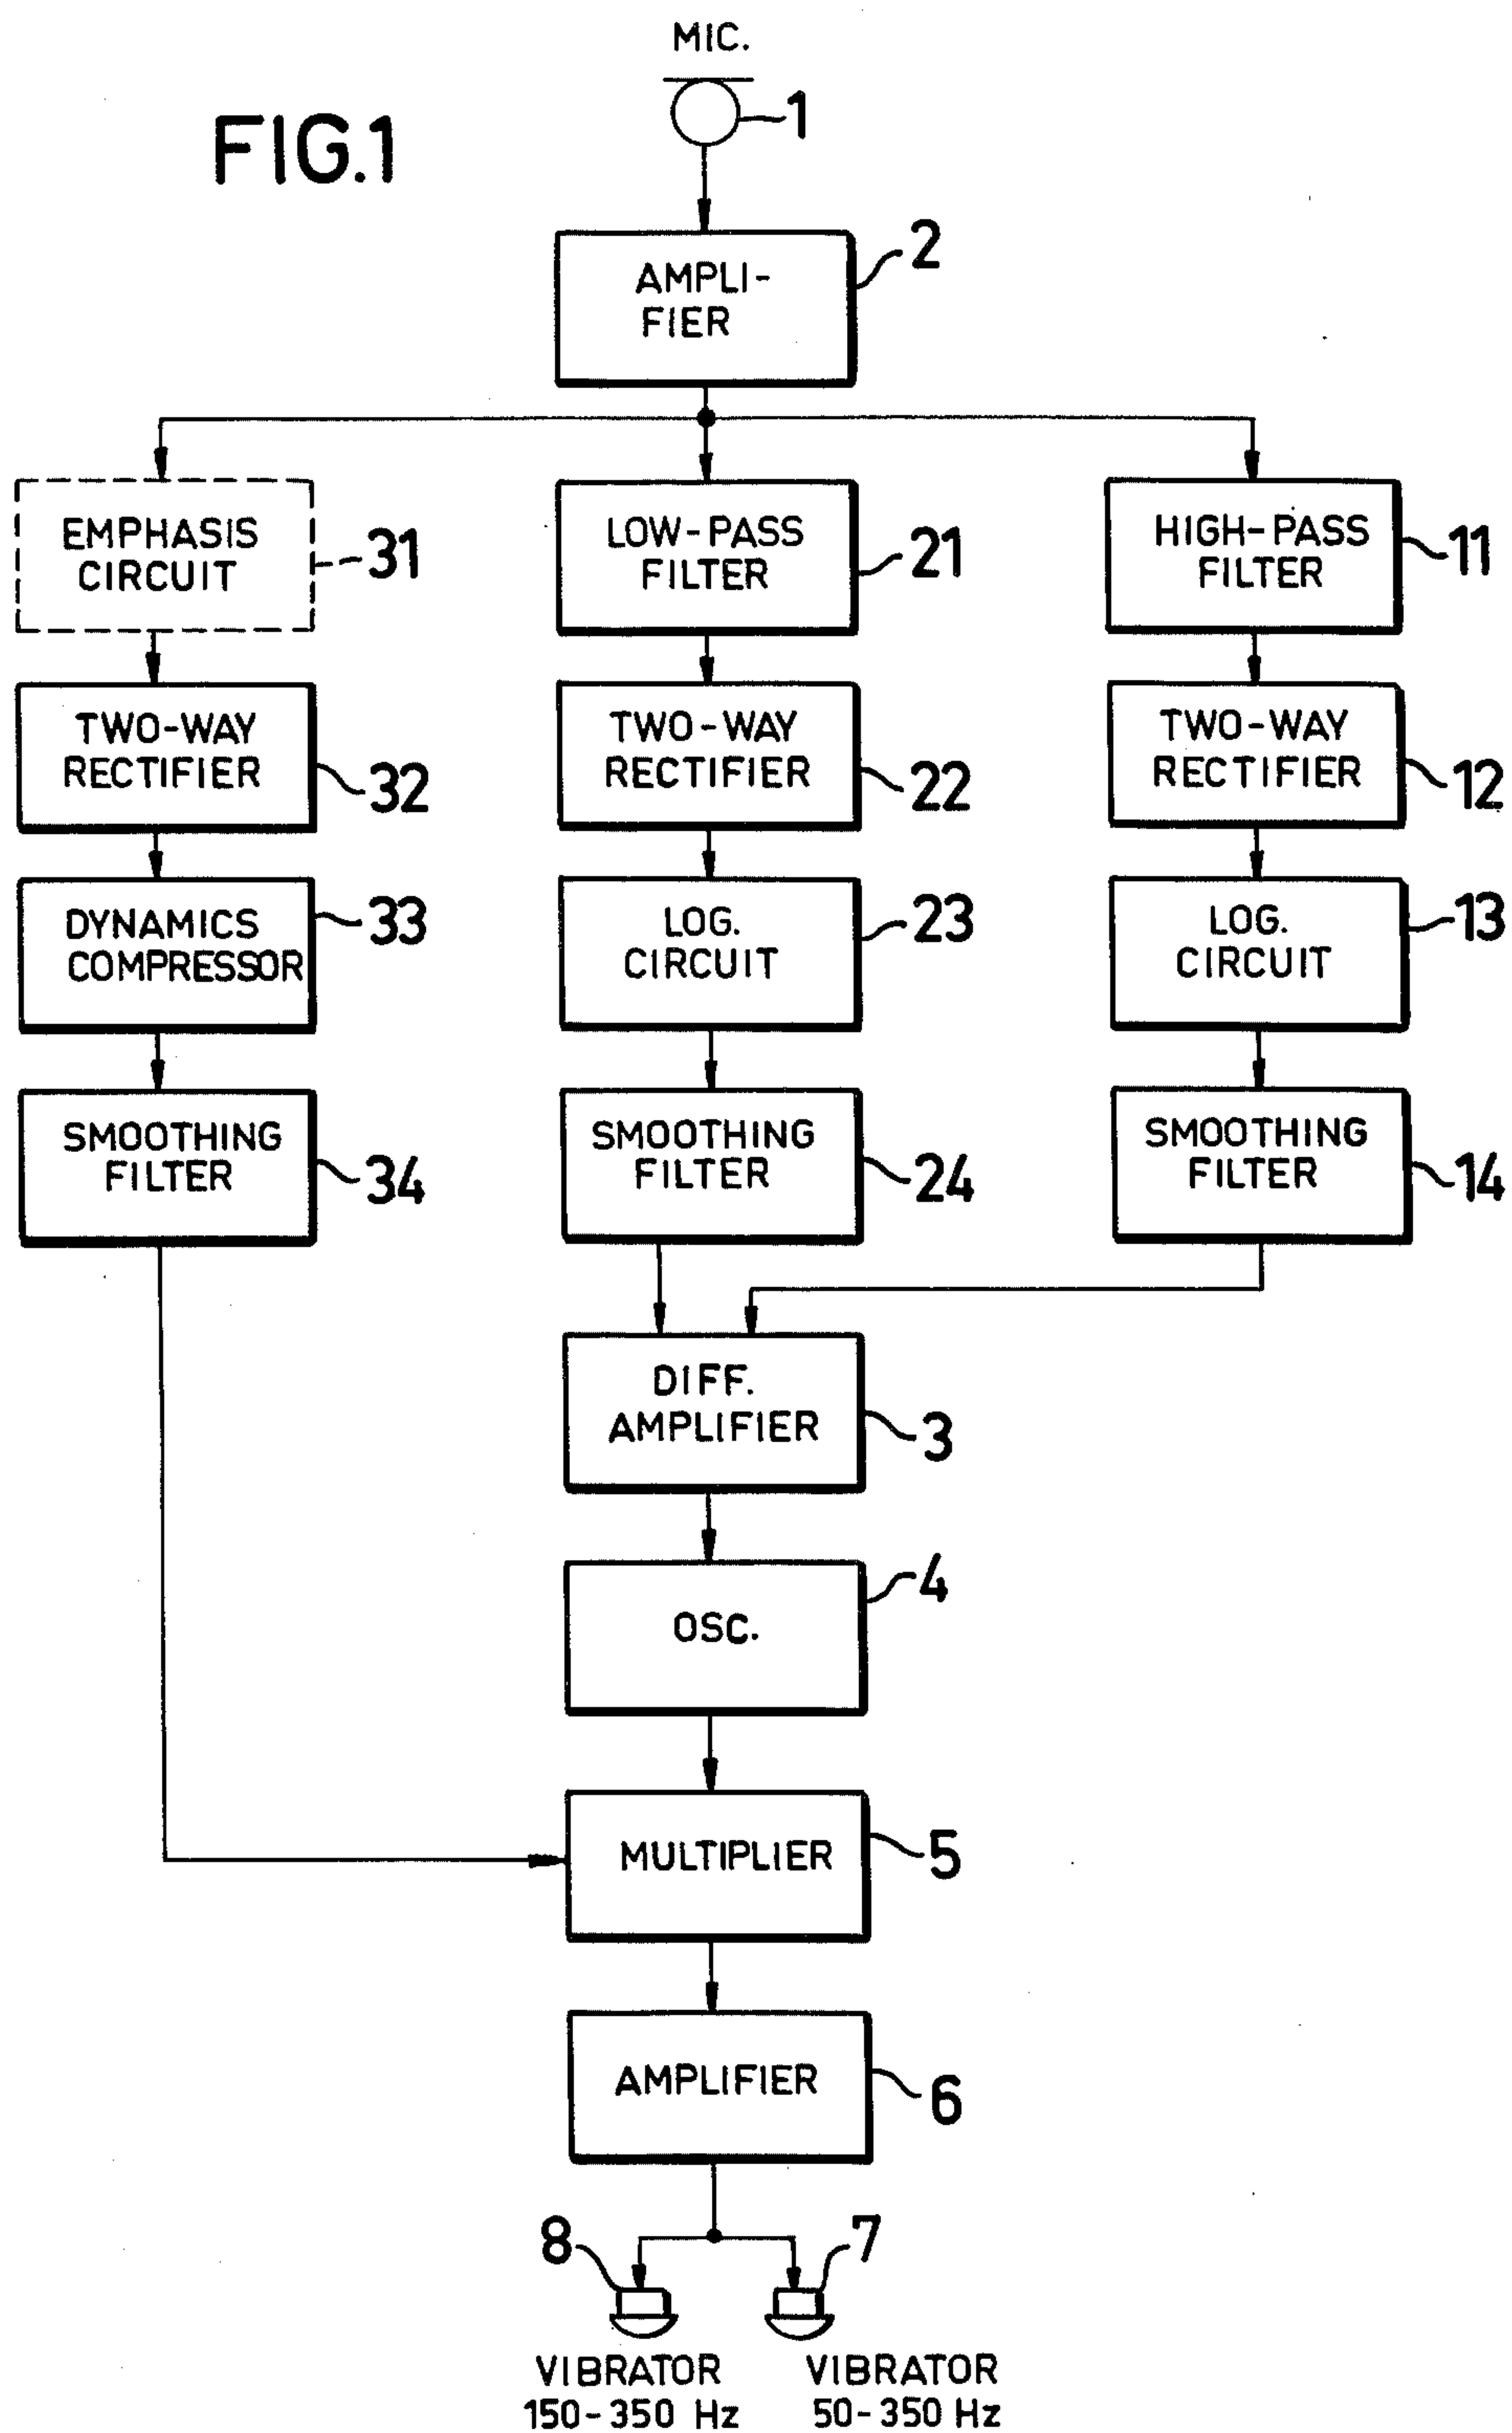 MIC.
1
FIG.1
2
AMPLI-
FIER
EMPHASIS
CIRCUIT
31
LOW-PASS
FILTER
21
HIGH-PASS
FILTER
11
TWO-WAY
RECTIFIER
32
TWO-WAY
RECTIFIER
22
TWO-WAY
RECTIFIER
12
DYNAMICS
COMPRESSOR
33
LOG.
CIRCUIT
23
LOG.
CIRCUIT
13
SMOOTHING
FILTER
34
SMOOTHING
FILTER
24
SMOOTHING
FILTER
14
DIFF.
AMPLIFIER
3
OSC.
4
MULTIPLIER
5
AMPLIFIER
6
8
7
VIBRATOR
150-350 Hz
VIBRATOR
50-350 Hz